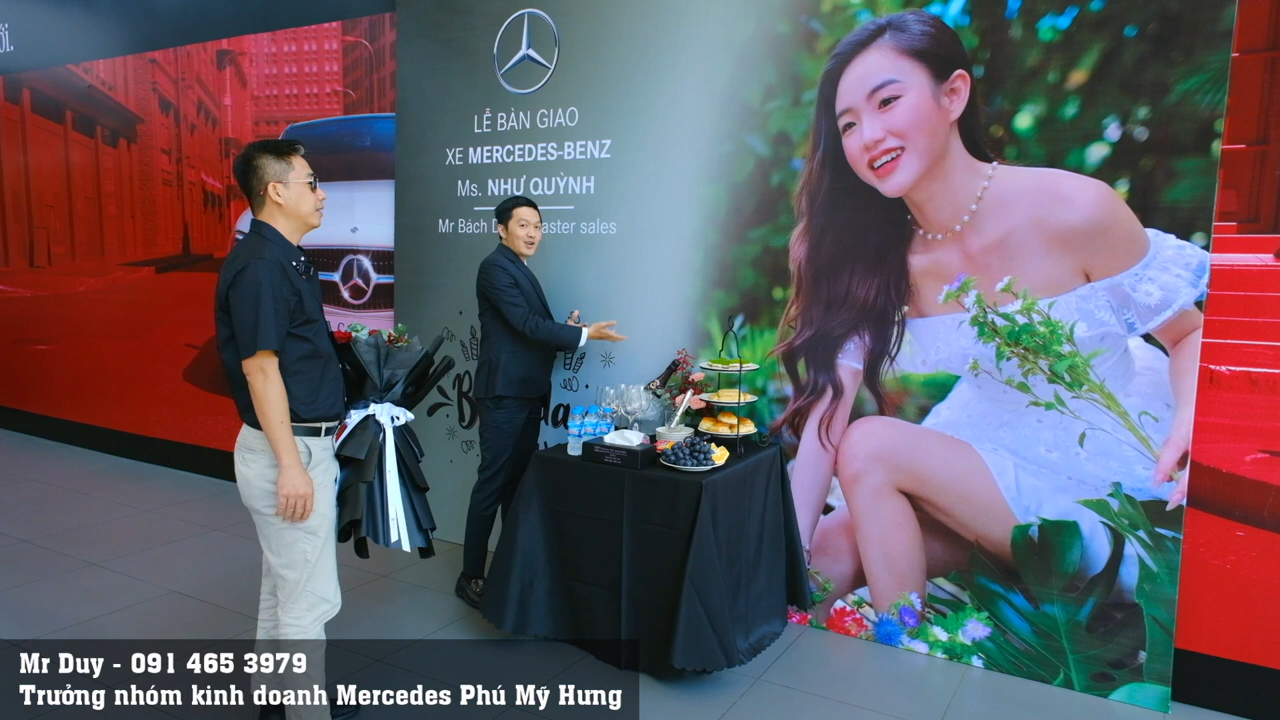 LỄ BÀN GIAO
XE MERCEDES-BENZ
Ms. NHƯ QUỲNH
Mr Bách aster sales
Mr Duy - 091 465 3979
Trưởng nhóm kinh doanh Mercedes Phú Mỹ Hưng